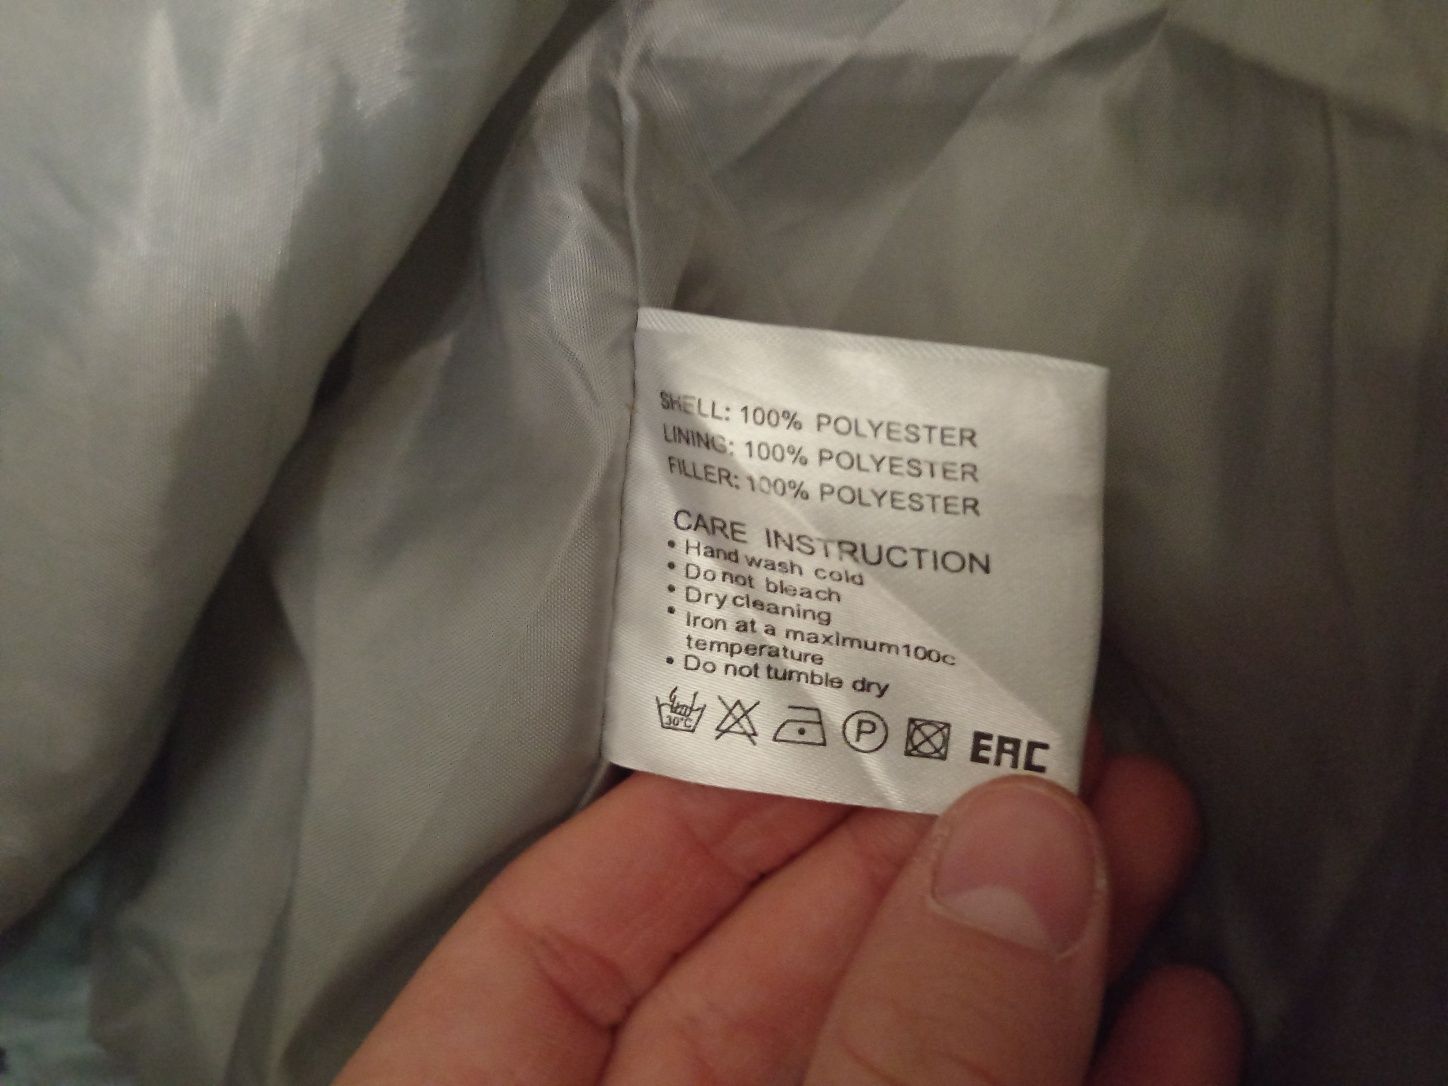 SHELL: 100% POLYESTER
LINING: 100% POLYESTER
FILLER: 100% POLYESTER
CARE INSTRUCTION
• Hand wash cold
• Do not bleach
• Dry cleaning
• Iron at a maximum100c
temperature
• Do not tumble dry
30°C P EAC